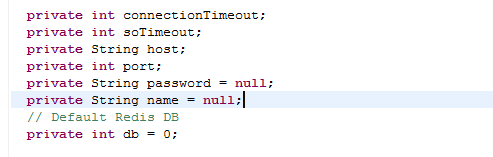 private int connectionTimeout;
private int soTimeout;
private String host;
private int port;
private String password = null;
private String name = null;
// Default Redis DB
private int db = 0;